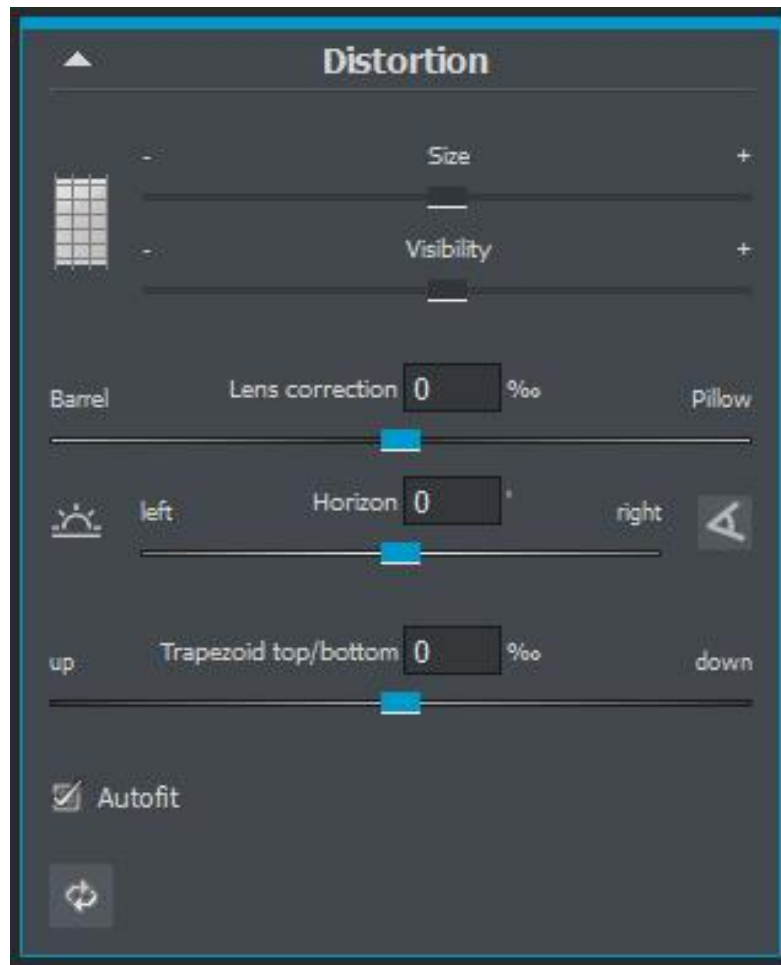 Distortion
- Size +
- Visibility +
Lens correction 0 ‰
Barrel Pillow
left Horizon 0 ° right
Trapezoid top/bottom 0 ‰
up down
Autofit